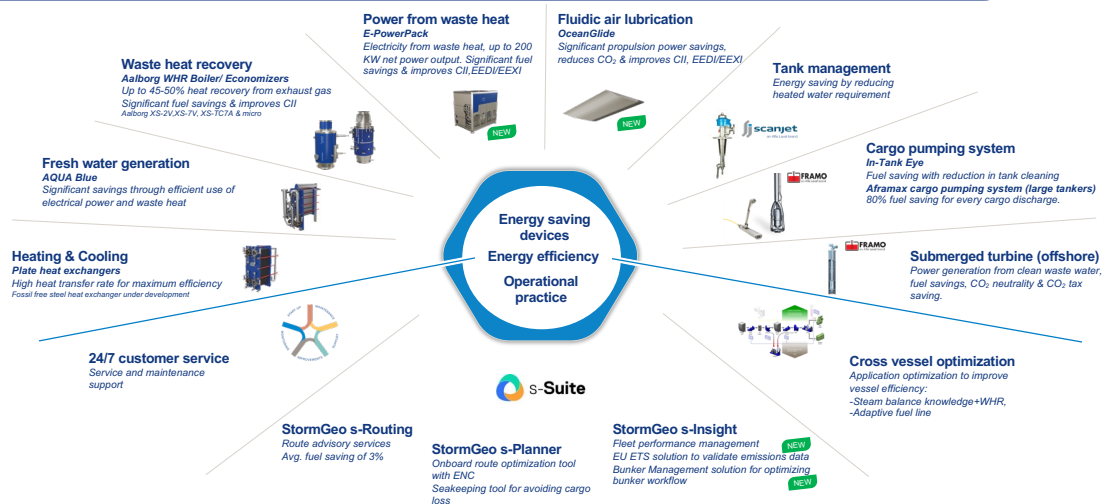 Power from waste heat
E-PowerPack
Electricity from waste heat, up to 200
KW net power output. Significant fuel
savings & improves CII,EEDI/EEXI
NEW
Fluidic air lubrication
OceanGlide
Significant propulsion power savings,
reduces CO₂ & improves CII, EEDI/EEXI
NEW
Waste heat recovery
Aalborg WHR Boiler/ Economizers
Up to 45-50% heat recovery from exhaust gas
Significant fuel savings & improves CII
Aalborg XS-2V,XS-7V, XS-TC7A & micro
Tank management
Energy saving by reducing
heated water requirement
scanjet
Fresh water generation
AQUA Blue
Significant savings through efficient use of
electrical power and waste heat
Cargo pumping system
In-Tank Eye
Fuel saving with reduction in tank cleaning
Aframax cargo pumping system (large tankers)
80% fuel saving for every cargo discharge.
FRAMO
Heating & Cooling
Plate heat exchangers
High heat transfer rate for maximum efficiency
Fossil free steel heat exchanger under development
Energy saving
devices
Energy efficiency
Operational
practice
FRAMO
Submerged turbine (offshore)
Power generation from clean waste water,
fuel savings, CO₂ neutrality & CO₂ tax
saving.
24/7 customer service
Service and maintenance
support
Cross vessel optimization
Application optimization to improve
vessel efficiency:
-Steam balance knowledge+WHR,
-Adaptive fuel line
s-Suite
StormGeo s-Routing
Route advisory services
Avg. fuel saving of 3%
StormGeo s-Planner
Onboard route optimization tool
with ENC
Seakeeping tool for avoiding cargo
loss
StormGeo s-Insight
Fleet performance management
NEW
EU ETS solution to validate emissions data
Bunker Management solution for optimizing
bunker workflow
NEW